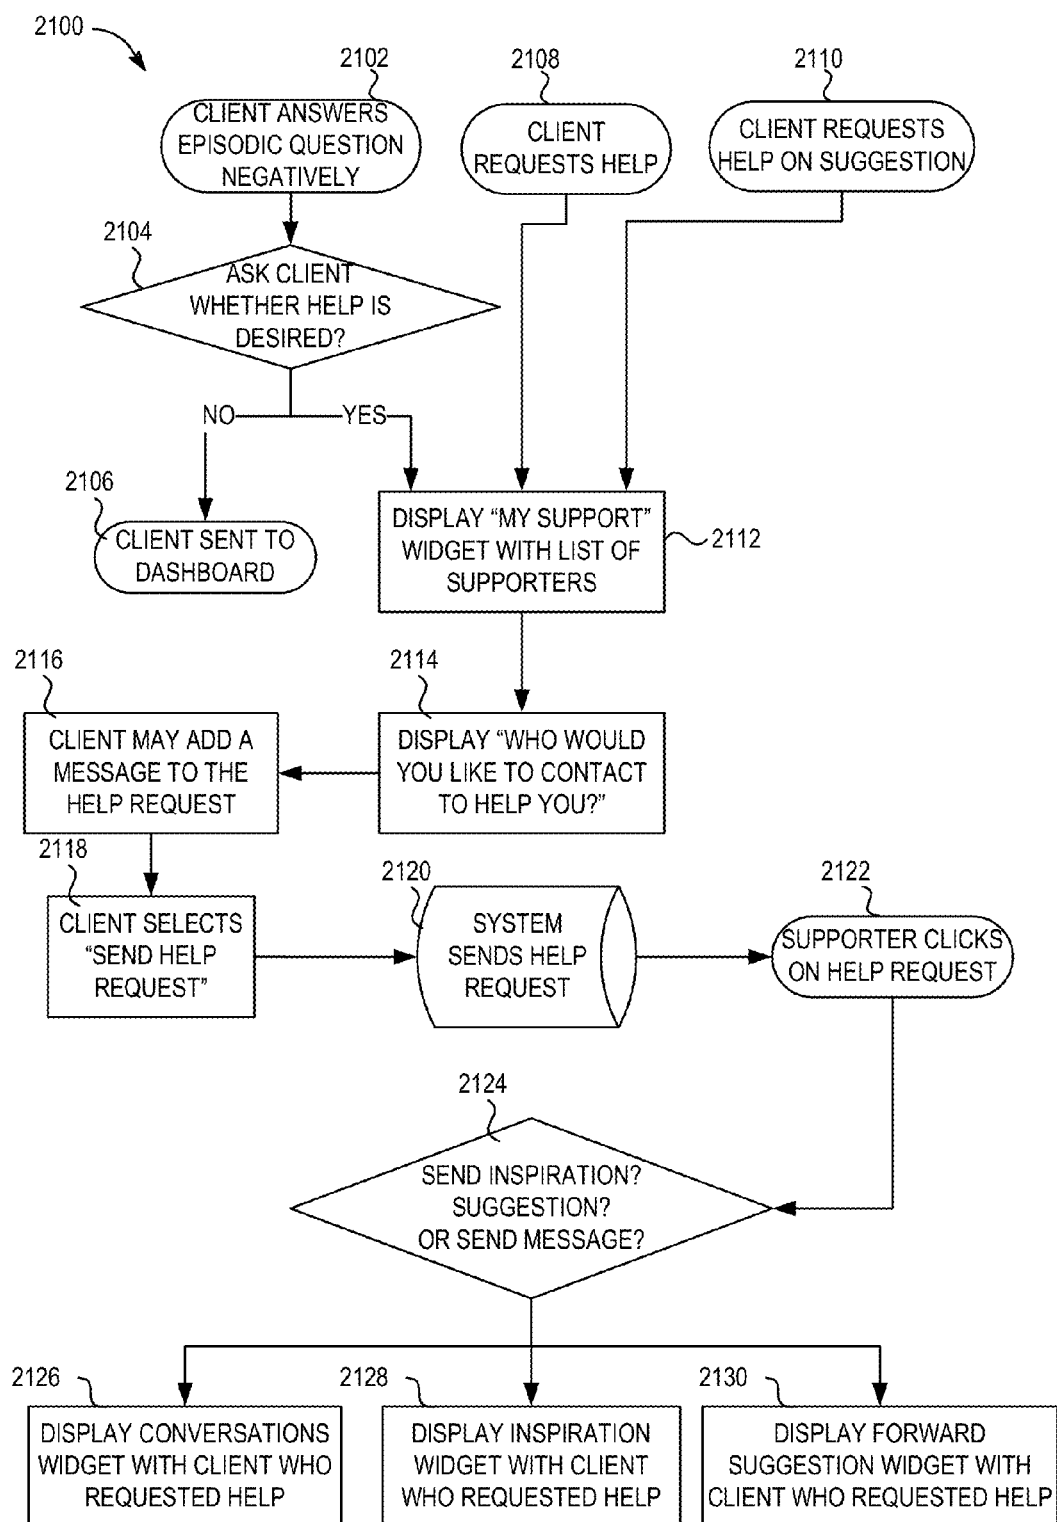 2100
2102
CLIENT ANSWERS
EPISODIC QUESTION
NEGATIVELY
2108
CLIENT
REQUESTS HELP
2110
CLIENT REQUESTS
HELP ON SUGGESTION
2104
ASK CLIENT
WHETHER HELP IS
DESIRED?
NO
YES
2106
CLIENT SENT TO
DASHBOARD
DISPLAY “MY SUPPORT”
WIDGET WITH LIST OF
SUPPORTERS
2112
2116
CLIENT MAY ADD A
MESSAGE TO THE
HELP REQUEST
2114
DISPLAY “WHO WOULD
YOU LIKE TO CONTACT
TO HELP YOU?”
2118
CLIENT SELECTS
“SEND HELP
REQUEST”
2120
SYSTEM
SENDS HELP
REQUEST
2122
SUPPORTER CLICKS
ON HELP REQUEST
2124
SEND INSPIRATION?
SUGGESTION?
OR SEND MESSAGE?
2126
DISPLAY CONVERSATIONS
WIDGET WITH CLIENT WHO
REQUESTED HELP
2128
DISPLAY INSPIRATION
WIDGET WITH CLIENT
WHO REQUESTED HELP
2130
DISPLAY FORWARD
SUGGESTION WIDGET WITH
CLIENT WHO REQUESTED HELP